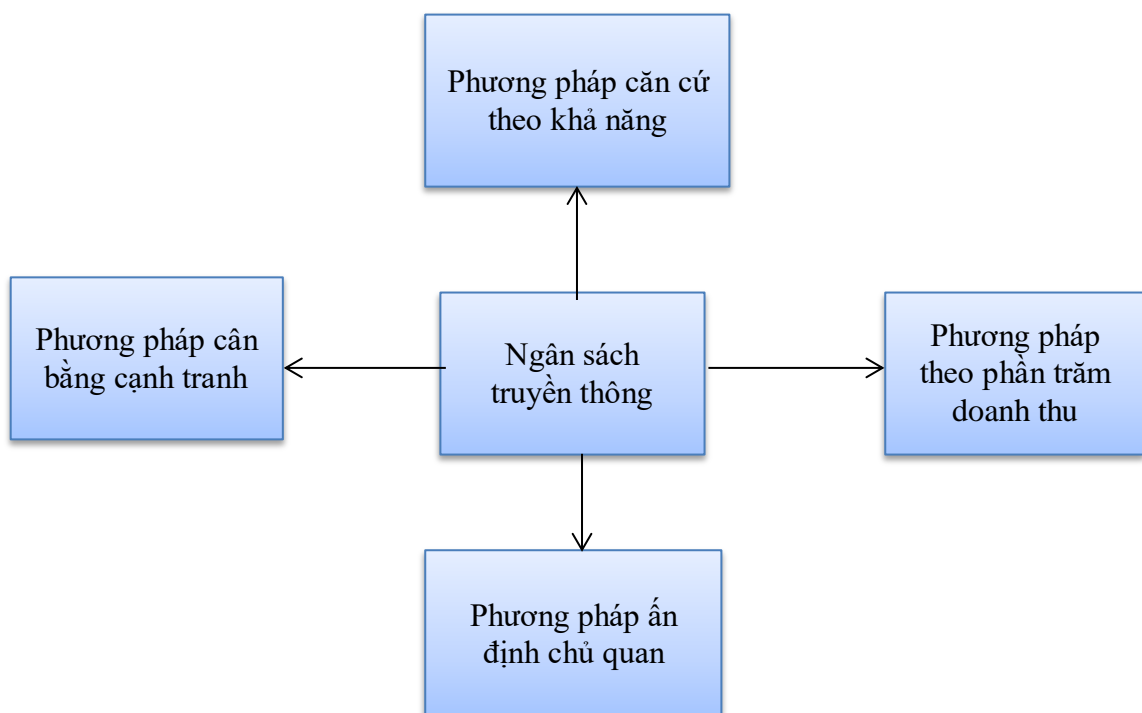 Phương pháp căn cứ
theo khả năng
Phương pháp cân
bằng cạnh tranh
Ngân sách
truyền thông
Phương pháp
theo phần trăm
doanh thu
Phương pháp ấn
định chủ quan